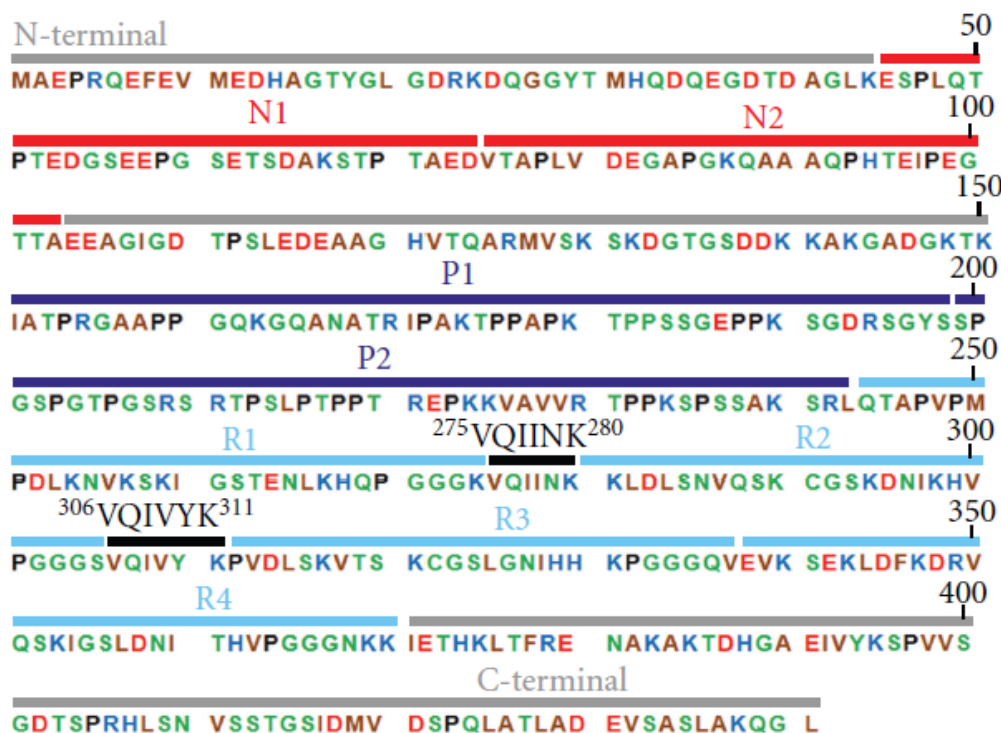 N-terminal 50
MAEPRQEFEV MEDHAGTYGL GDRKDQGGYT MHQDQEGDTD AGLKESPLQT
N1 N2 100
PTEDGSEEPG SETSDAKSTP TAEDVTAPLV DEGAPGKQAA AQPHTEIPEG
150
TTAEEAGIGD TPSLEDEAAG HVTQARMVSK SKDGTGSDDK KAKGADGKTK
P1 200
IATPRGAAPP GQKGQANATR IPAKTPPAPK TPPSSGEPPK SGDRSGYSSP
P2 250
GSPGTPGSRS RTPSLPTPPT REPKKVAVVR TPPKSPSSAK SRLQTAPVPM
R1 275VQIINK280 R2 300
PDLKNVKSKI GSTENLKHQP GGGKVQIINK KLDLSNVQSK CGSKDNIKHV
306VQIVYK311 R3 350
PGGGSVQIVY KPVDLSKVTS KCGSLGNIHH KPGGGQVEVK SEKLDFKDRV
R4 400
QSKIGSLDNI THVPGGGNKK IETHKLTFRE NAKAKTDHGA EIVYKSPVVS
C-terminal
GDTSPRHLSN VSSTGSIDMV DSPQLATLAD EVSASLAKQG L